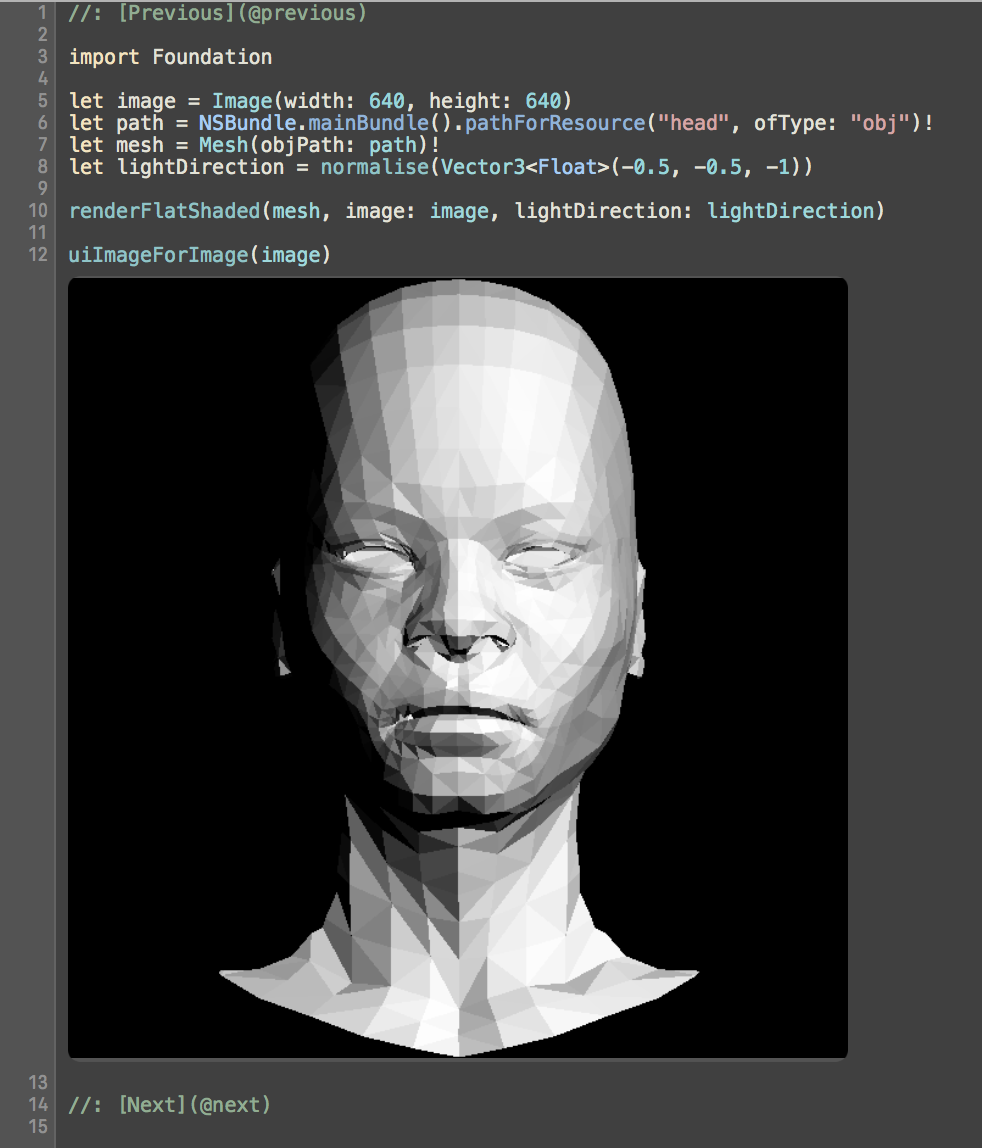 1 //: [Previous](@previous)
2
3 import Foundation
4
5 let image = Image(width: 640, height: 640)
6 let path = NSBundle.mainBundle().pathForResource("head", ofType: "obj")!
7 let mesh = Mesh(objPath: path)!
8 let lightDirection = normalise(Vector3<Float>(-0.5, -0.5, -1))
9
10 renderFlatShaded(mesh, image: image, lightDirection: lightDirection)
11
12 uiImageForImage(image)
13
14 //: [Next](@next)
15